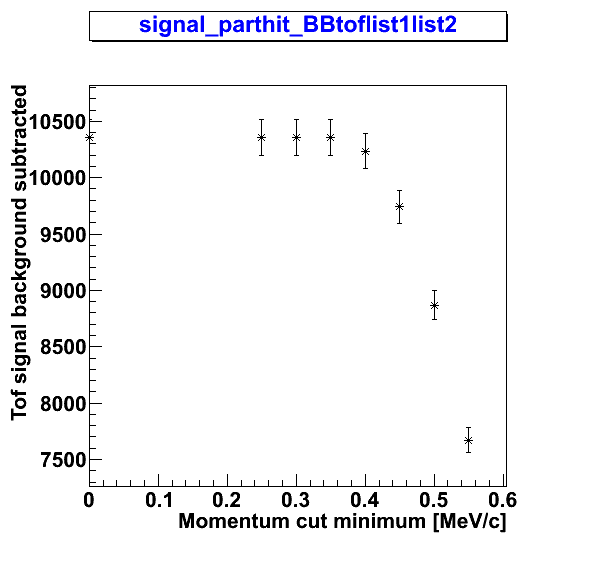 signal_parthit_BBtoflist1list2
Tof signal background subtracted
10500
10000
9500
9000
8500
8000
7500
0 0.1 0.2 0.3 0.4 0.5 0.6
Momentum cut minimum [MeV/c]